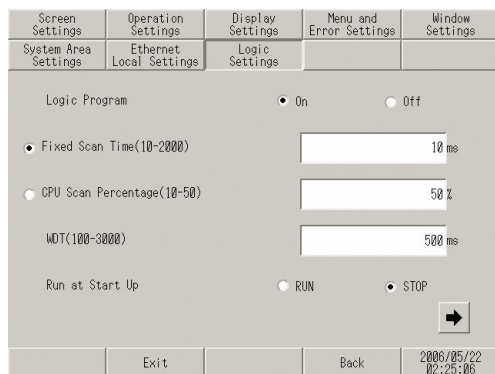 Screen Settings
Operation Settings
Display Settings
Menu and Error Settings
Window Settings
System Area Settings
Ethernet Local Settings
Logic Settings
Logic Program
On
Off
Fixed Scan Time(10-2000)
10 ms
CPU Scan Percentage(10-50)
50 %
WDT(100-3000)
500 ms
Run at Start Up
RUN
STOP
Exit
Back
2006/05/22
02:25:06